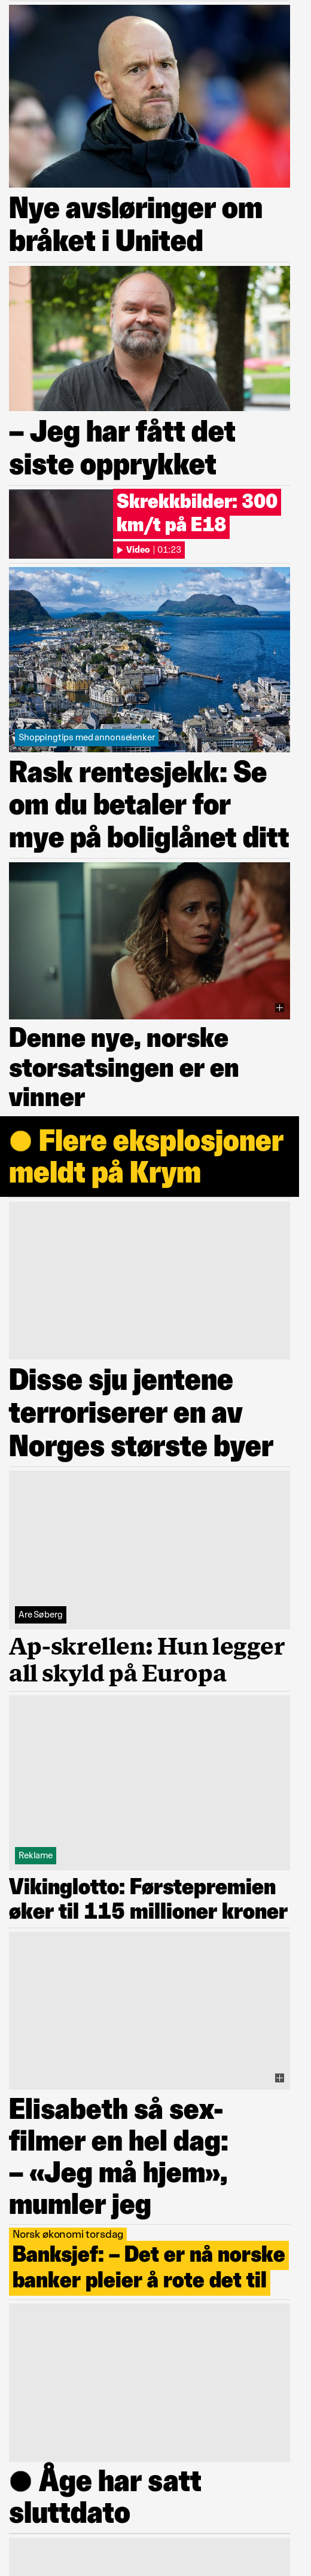 Nye avsløringer om
bråket i United
– Jeg har fått det
siste opprykket
Skrekkbilder: 300
km/t på E18
Video | 01:23
Shoppingtips med annonselenker
Rask rentesjekk: Se
om du betaler for
mye på boliglånet ditt
Denne nye, norske
storsatsingen er en
vinner
Flere eksplosjoner
meldt på Krym
Disse sju jentene
terroriserer en av
Norges største byer
Are Søberg
Ap-skrellen: Hun legger
all skyld på Europa
Reklame
Vikinglotto: Førstepremien
øker til 115 millioner kroner
Elisabeth så sex-
filmer en hel dag:
– «Jeg må hjem»,
mumler jeg
Norsk økonomi torsdag
Banksjef: – Det er nå norske
banker pleier å rote det til
Åge har satt
sluttdato